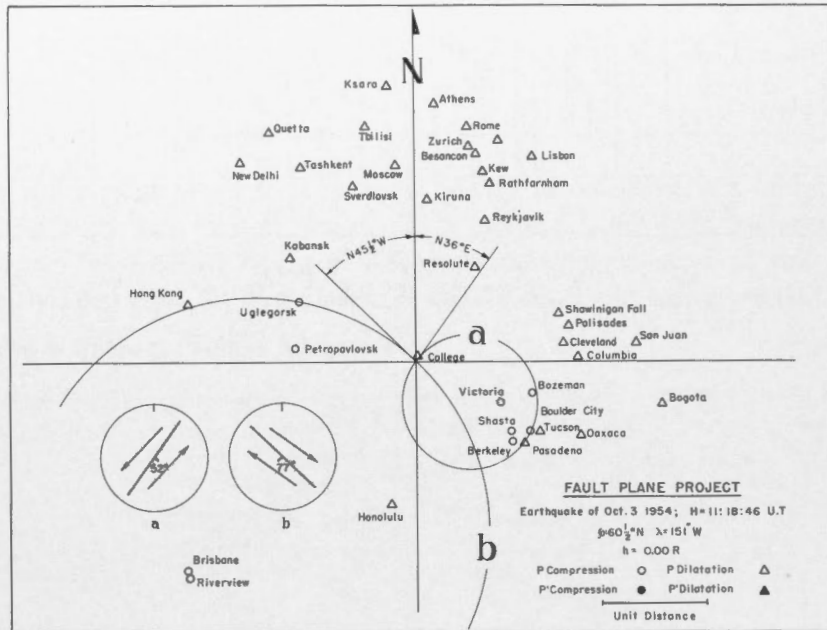 N
Ksara
Athens
Quetta
Tbilisi
Rome
Zurich
Besancon
Lisbon
New Delhi
Tashkent
Moscow
Kew
Rathfarnham
Sverdlovsk
Kiruna
Reykjavik
Kabansk
N45½°W
N36°E
Resolute
Hong Kong
Uglegorsk
Shawinigan Fall
Palisades
a
San Juan
Cleveland
Petropavlovsk
College
Columbia
Victoria
Bozeman
Bogota
Shasta
Boulder City
Tucson
Oaxaca
Berkeley
Pasadena
52°
77°
a
b
FAULT PLANE PROJECT
Honolulu
Earthquake of Oct. 3 1954; H=11:18:46 U.T
φ=60½°N λ=151°W
b
h = 0.00 R
Brisbane
Riverview
P Compression
P Dilatation
P'Compression
P'Dilatation
Unit Distance